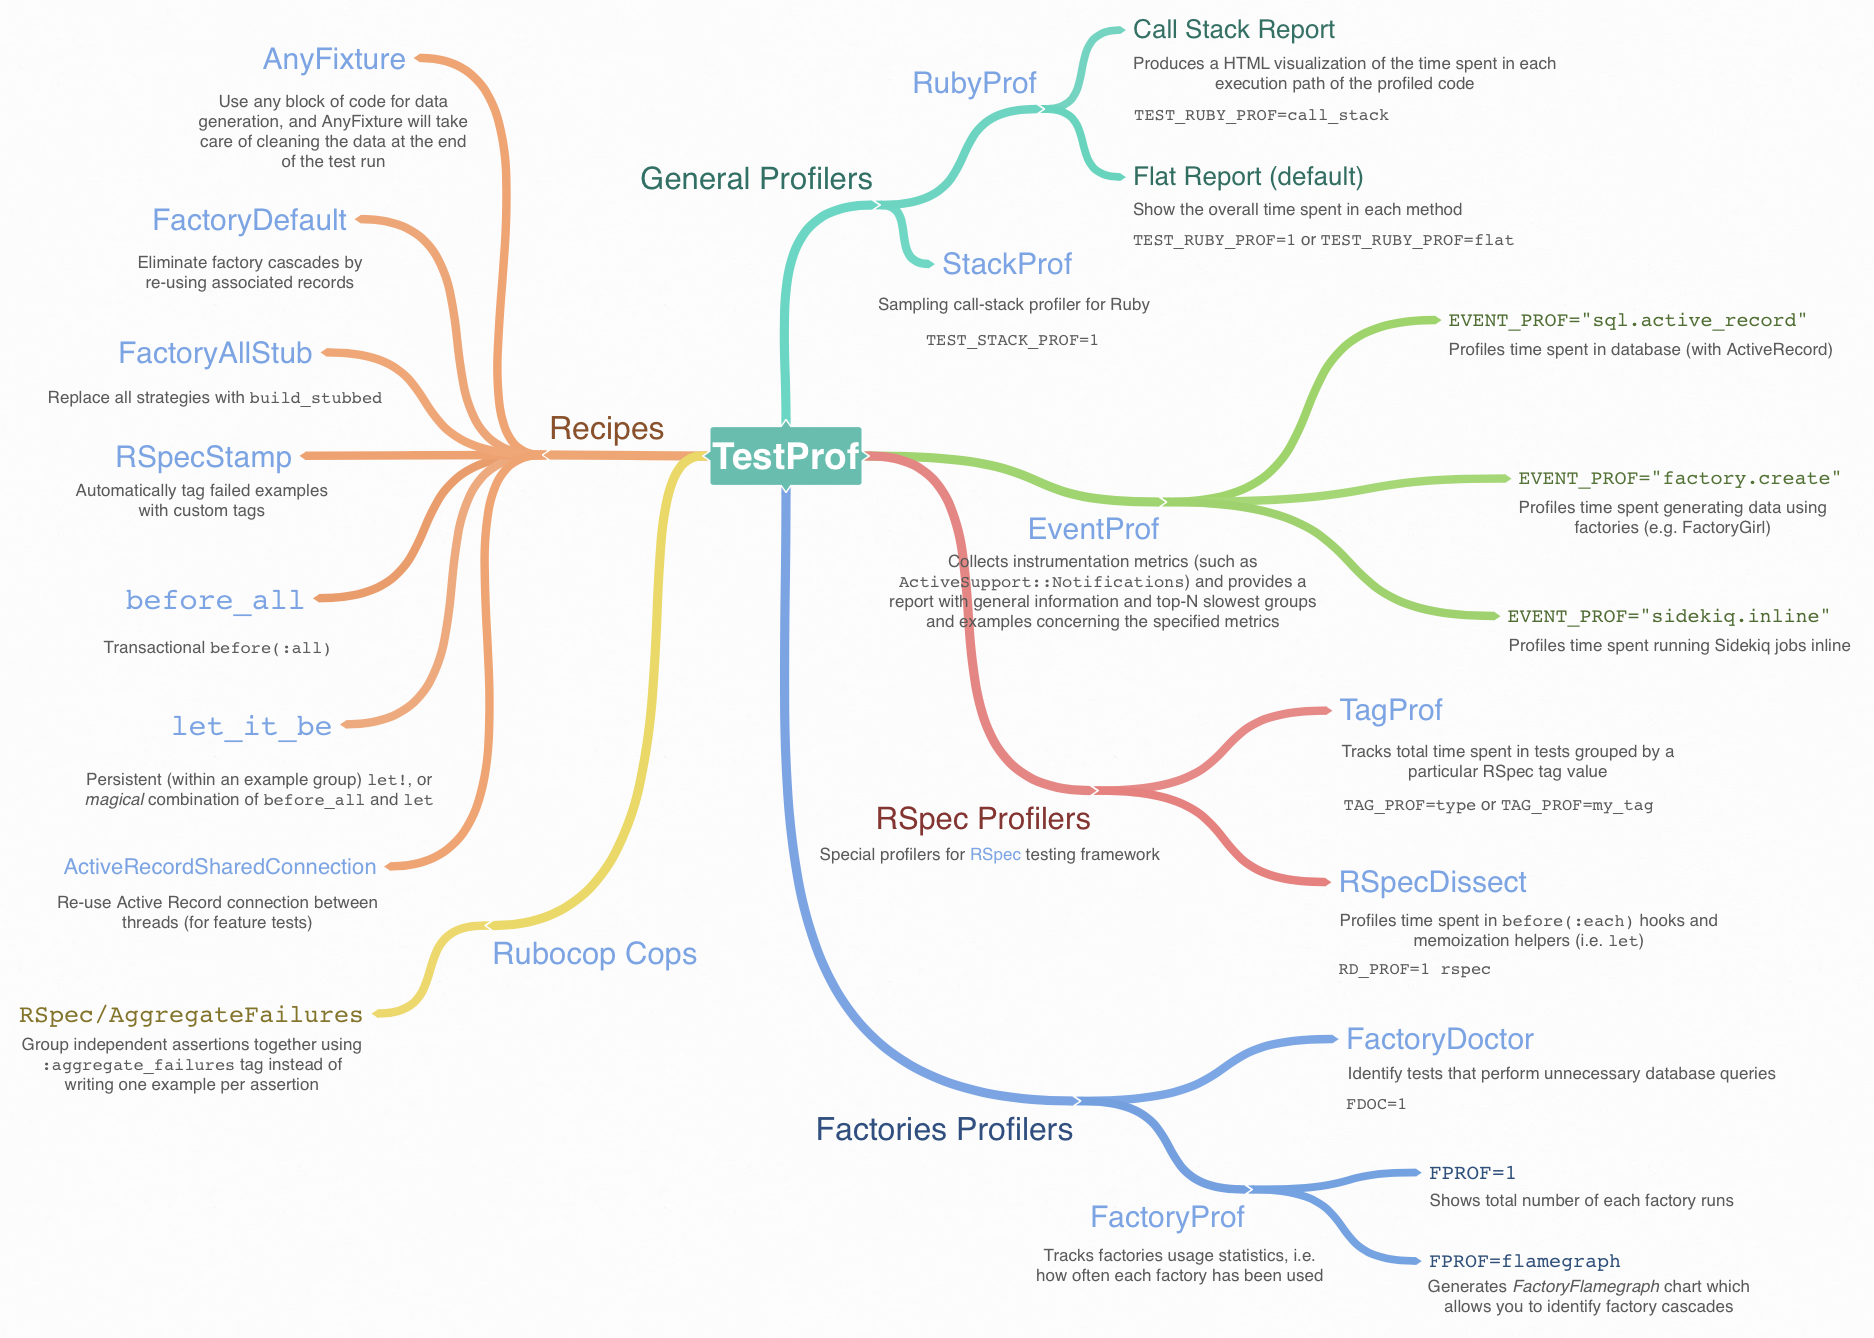 TestProf
General Profilers
RubyProf
Call Stack Report
Produces a HTML visualization of the time spent in each
execution path of the profiled code
TEST_RUBY_PROF=call_stack
Flat Report (default)
Show the overall time spent in each method
TEST_RUBY_PROF=1 or TEST_RUBY_PROF=flat
StackProf
Sampling call-stack profiler for Ruby
TEST_STACK_PROF=1
EventProf
Collects instrumentation metrics (such as
ActiveSupport::Notifications) and provides a
report with general information and top-N slowest groups
and examples concerning the specified metrics
EVENT_PROF="sql.active_record"
Profiles time spent in database (with ActiveRecord)
EVENT_PROF="factory.create"
Profiles time spent generating data using
factories (e.g. FactoryGirl)
EVENT_PROF="sidekiq.inline"
Profiles time spent running Sidekiq jobs inline
RSpec Profilers
Special profilers for RSpec testing framework
TagProf
Tracks total time spent in tests grouped by a
particular RSpec tag value
TAG_PROF=type or TAG_PROF=my_tag
RSpecDissect
Profiles time spent in before(:each) hooks and
memoization helpers (i.e. let)
RD_PROF=1 rspec
Factories Profilers
FactoryDoctor
Identify tests that perform unnecessary database queries
FDOC=1
FactoryProf
Tracks factories usage statistics, i.e.
how often each factory has been used
FPROF=1
Shows total number of each factory runs
FPROF=flamegraph
Generates FactoryFlamegraph chart which
allows you to identify factory cascades
Recipes
AnyFixture
Use any block of code for data
generation, and AnyFixture will take
care of cleaning the data at the end
of the test run
FactoryDefault
Eliminate factory cascades by
re-using associated records
FactoryAllStub
Replace all strategies with build_stubbed
RSpecStamp
Automatically tag failed examples
with custom tags
before_all
Transactional before(:all)
let_it_be
Persistent (within an example group) let!, or
magical combination of before_all and let
ActiveRecordSharedConnection
Re-use Active Record connection between
threads (for feature tests)
Rubocop Cops
RSpec/AggregateFailures
Group independent assertions together using
:aggregate_failures tag instead of
writing one example per assertion